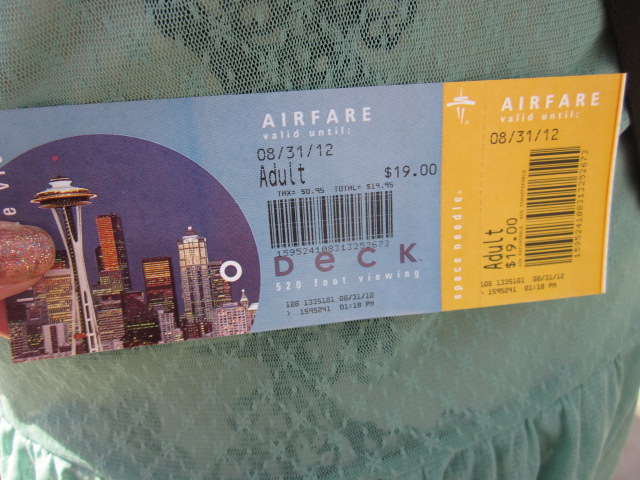 AIRFARE
valid until:
08/31/12
Adult $19.00
TAX: $0.95 TOTAL: $19.95
1595241083132S2673
DeCK
520 foot viewing
108 1335181 08/31/12
> 1595241 01:18 PM
space needle.
AIRFARE
valid until:
08/31/12
Adult
$19.00
108 1335181 08/31/12
> 1595241 01:18 PM